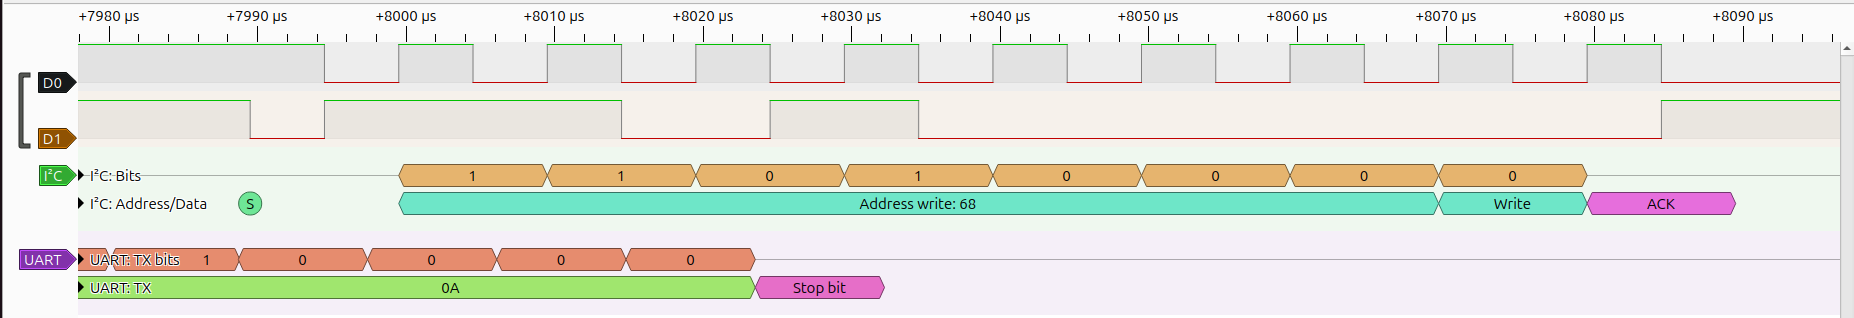 +7980 µs +7990 µs +8000 µs +8010 µs +8020 µs +8030 µs +8040 µs +8050 µs +8060 µs +8070 µs +8080 µs +8090 µs
D0
D1
I²C I²C: Bits 1 1 0 1 0 0 0 0
I²C: Address/Data S Address write: 68 Write ACK
UART UART: TX bits 1 0 0 0 0
UART: TX 0A Stop bit